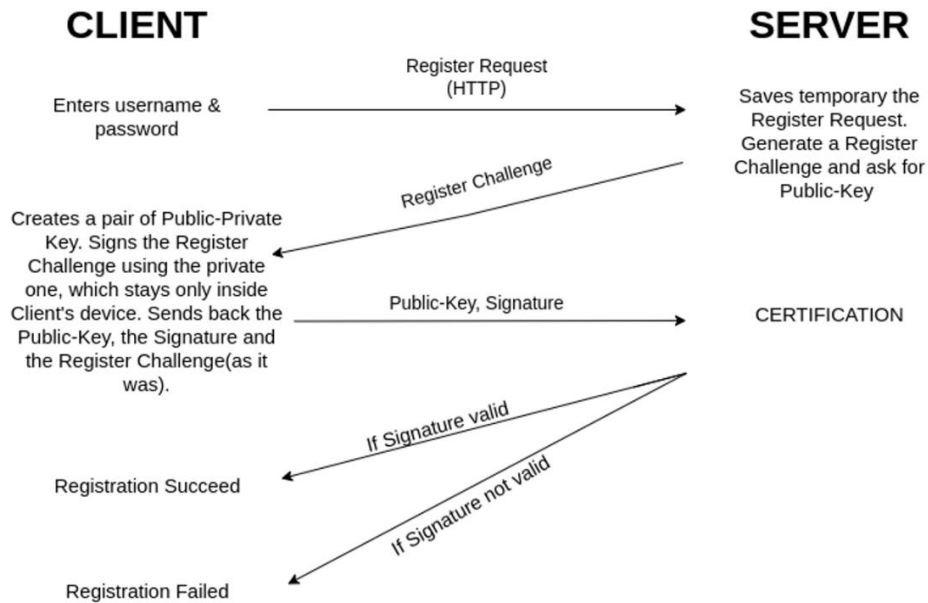 CLIENT
SERVER
Register Request
(HTTP)
Enters username &
password
Saves temporary the
Register Request.
Generate a Register
Challenge and ask for
Public-Key
Register Challenge
Creates a pair of Public-Private
Key. Signs the Register
Challenge using the private
one, which stays only inside
Client's device. Sends back the
Public-Key, the Signature and
the Register Challenge(as it
was).
Public-Key, Signature
CERTIFICATION
If Signature valid
If Signature not valid
Registration Succeed
Registration Failed